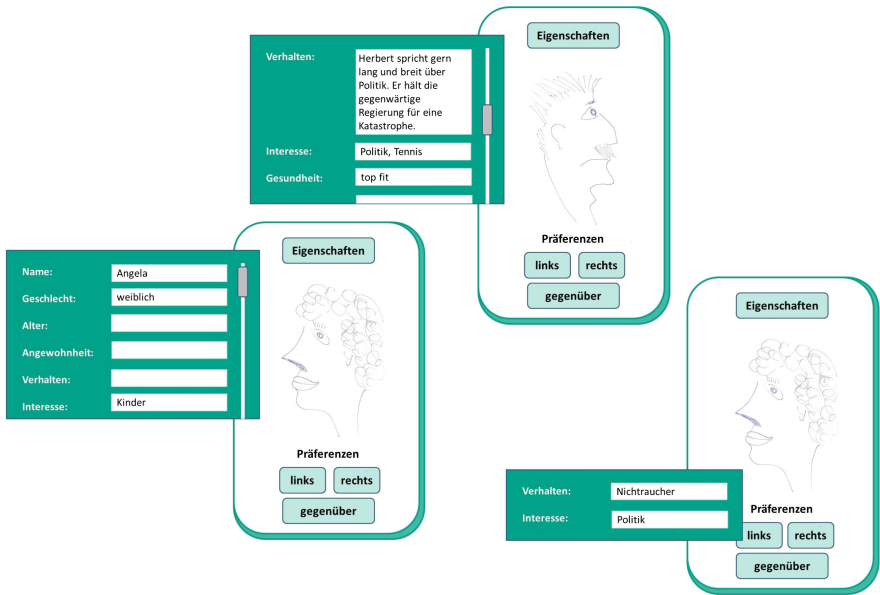 Eigenschaften
Verhalten:
Herbert spricht gern
lang und breit über
Politik. Er hält die
gegenwärtige
Regierung für eine
Katastrophe.
Interesse: Politik, Tennis
Gesundheit: top fit
Präferenzen
links rechts
gegenüber
Eigenschaften
Name: Angela
Geschlecht: weiblich
Alter:
Angewohnheit:
Verhalten:
Interesse: Kinder
Präferenzen
links rechts
gegenüber
Eigenschaften
Verhalten: Nichtraucher
Interesse: Politik
Präferenzen
links rechts
gegenüber